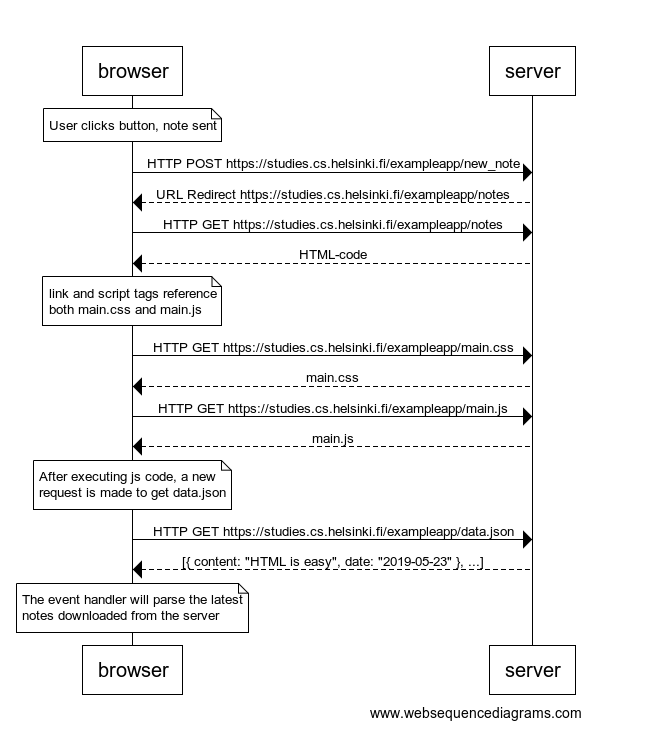 browser server
User clicks button, note sent
HTTP POST https://studies.cs.helsinki.fi/exampleapp/new_note
URL Redirect https://studies.cs.helsinki.fi/exampleapp/notes
HTTP GET https://studies.cs.helsinki.fi/exampleapp/notes
HTML-code
link and script tags reference
both main.css and main.js
HTTP GET https://studies.cs.helsinki.fi/exampleapp/main.css
main.css
HTTP GET https://studies.cs.helsinki.fi/exampleapp/main.js
main.js
After executing js code, a new
request is made to get data.json
HTTP GET https://studies.cs.helsinki.fi/exampleapp/data.json
[{ content: "HTML is easy", date: "2019-05-23" }, ...]
The event handler will parse the latest
notes downloaded from the server
browser server
www.websequencediagrams.com